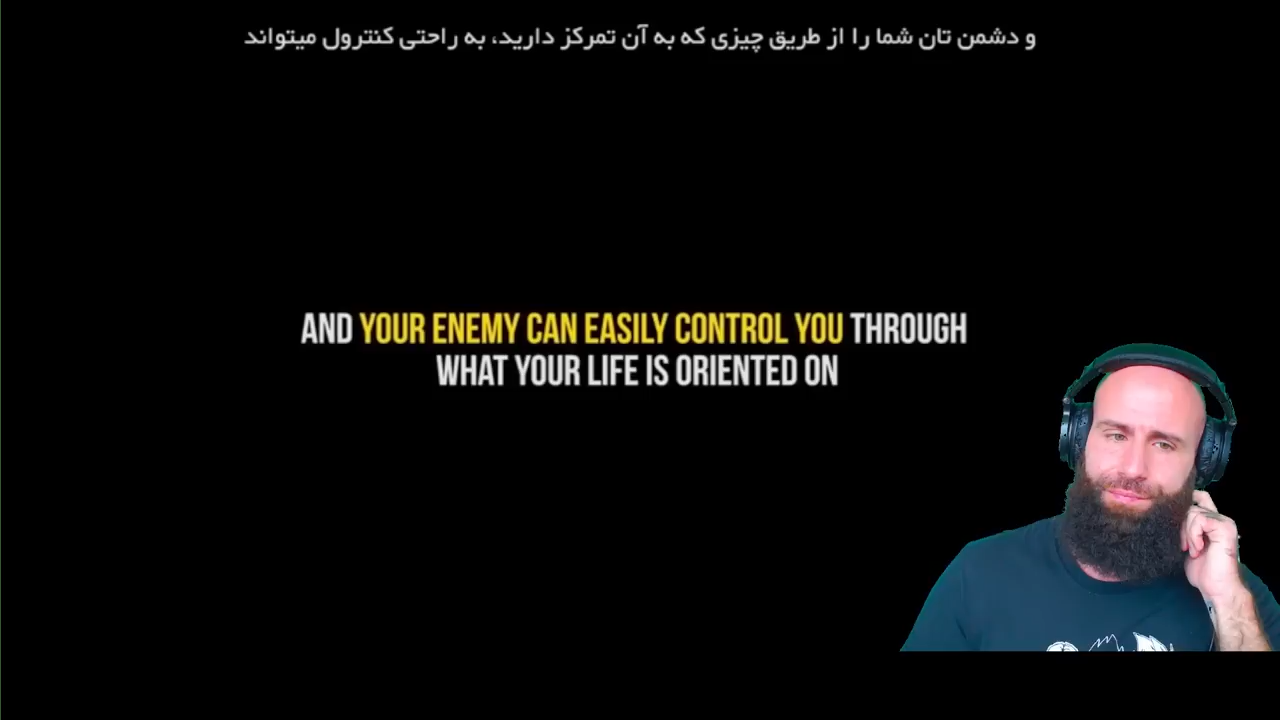 و دشمن تان شما را از طریق چیزی که به آن تمرکز دارید، به راحتی کنترول میتواند
AND YOUR ENEMY CAN EASILY CONTROL YOU THROUGH
WHAT YOUR LIFE IS ORIENTED ON